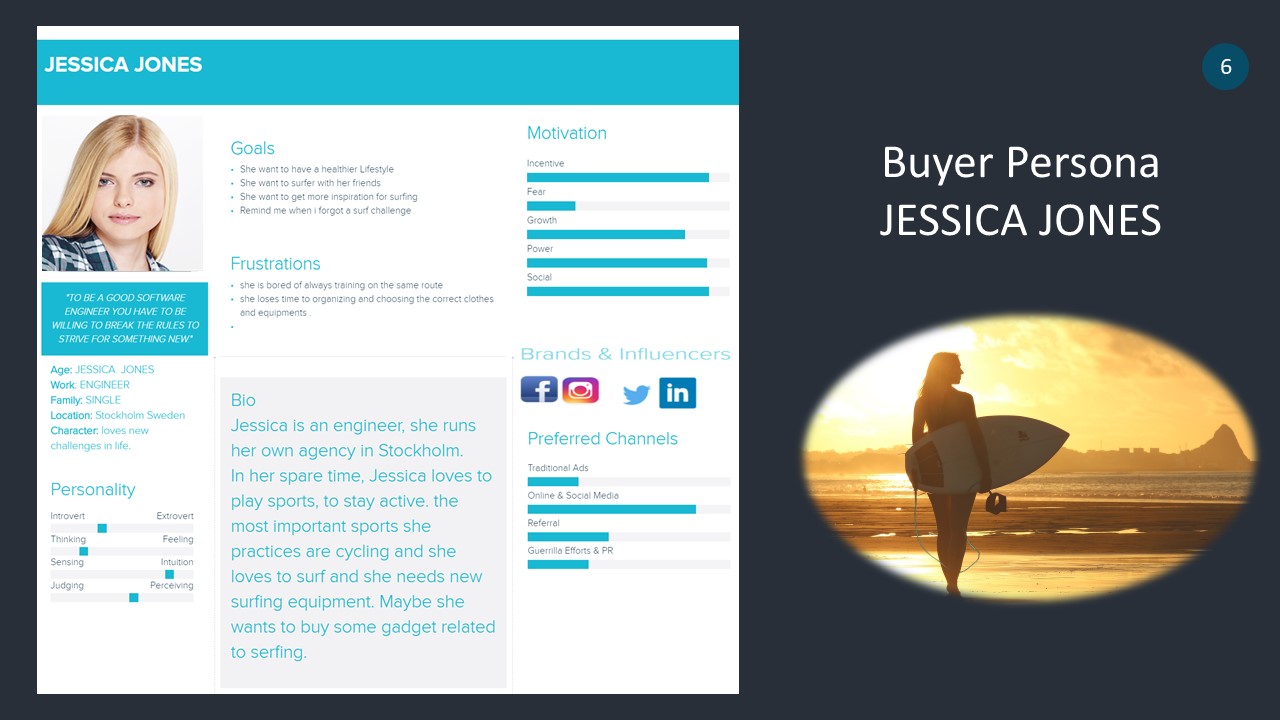 JESSICA JONES
"TO BE A GOOD SOFTWARE
ENGINEER YOU HAVE TO BE
WILLING TO BREAK THE RULES TO
STRIVE FOR SOMETHING NEW"
Age: JESSICA  JONES
Work: ENGINEER
Family: SINGLE
Location: Stockholm Sweden
Character: loves new
challenges in life.
Personality
Introvert Extrovert
Thinking Feeling
Sensing Intuition
Judging Perceiving
Goals
• She want to have a healthier Lifestyle
• She want to surfer with her friends
• She want to get more inspiration for surfing
• Remind me when i forgot a surf challenge
Frustrations
• she is bored of always training on the same route
• she loses time to organizing and choosing the correct clothes
and equipments .
•
Bio
Jessica is an engineer, she runs
her own agency in Stockholm.
In her spare time, Jessica loves to
play sports, to stay active. the
most important sports she
practices are cycling and she
loves to surf and she needs new
surfing equipment. Maybe she
wants to buy some gadget related
to serfing.
Motivation
Incentive
Fear
Growth
Power
Social
Brands & Influencers
f
in
Preferred Channels
Traditional Ads
Online & Social Media
Referral
Guerrilla Efforts & PR
6
Buyer Persona
JESSICA JONES